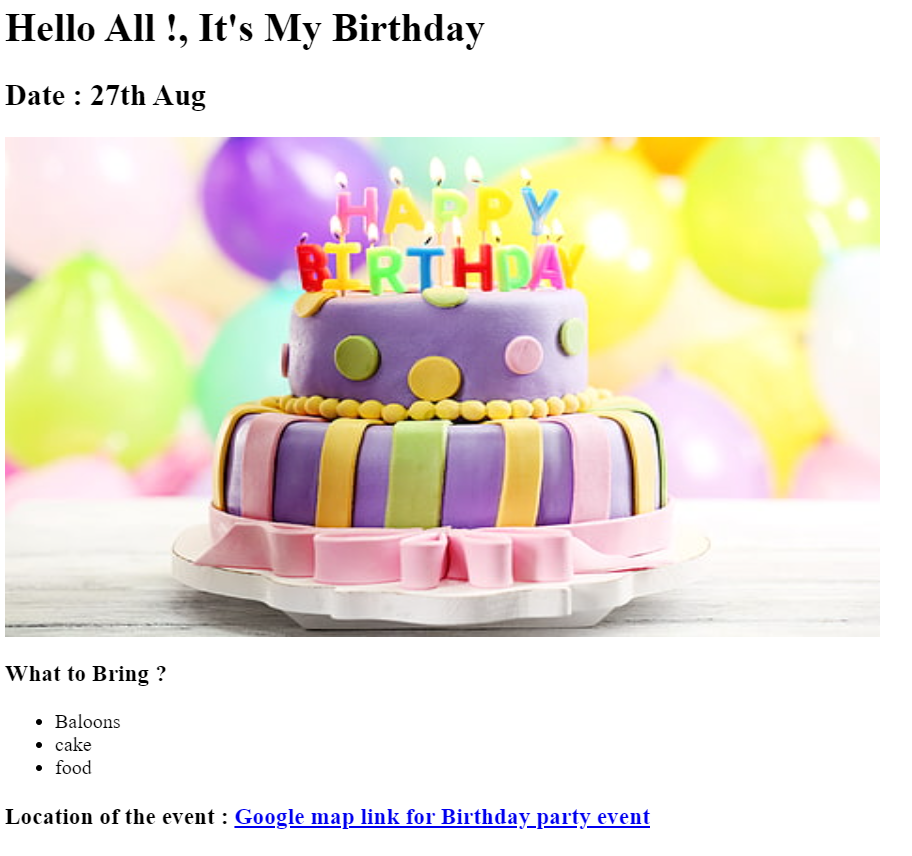 Hello All !, It's My Birthday
Date : 27th Aug
HAPPY
BIRTHDAY
What to Bring ?
Baloons
cake
food
Location of the event : Google map link for Birthday party event